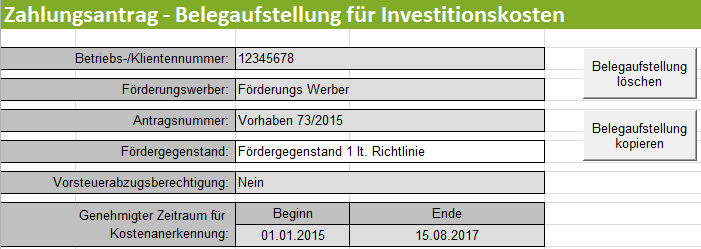 Zahlungsantrag - Belegaufstellung für Investitionskosten
Betriebs-/Klientennummer: 12345678
Förderungswerber: Förderungs Werber
Antragsnummer: Vorhaben 73/2015
Fördergegenstand: Fördergegenstand 1 lt. Richtlinie
Vorsteuerabzugsberechtigung: Nein
Genehmigter Zeitraum für
Kostenanerkennung:
Beginn Ende
01.01.2015 15.08.2017
Belegaufstellung
löschen
Belegaufstellung
kopieren